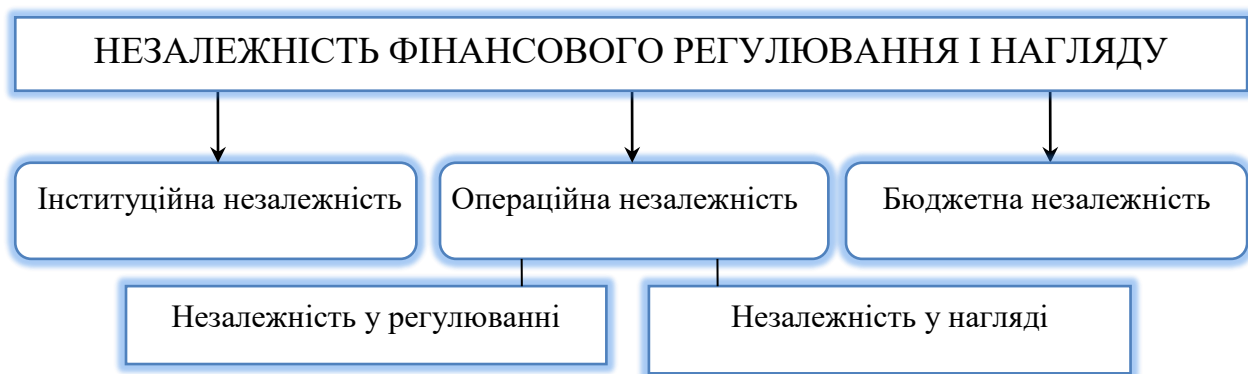 НЕЗАЛЕЖНІСТЬ ФІНАНСОВОГО РЕГУЛЮВАННЯ І НАГЛЯДУ
Інституційна незалежність
Операційна незалежність
Бюджетна незалежність
Незалежність у регулюванні
Незалежність у нагляді